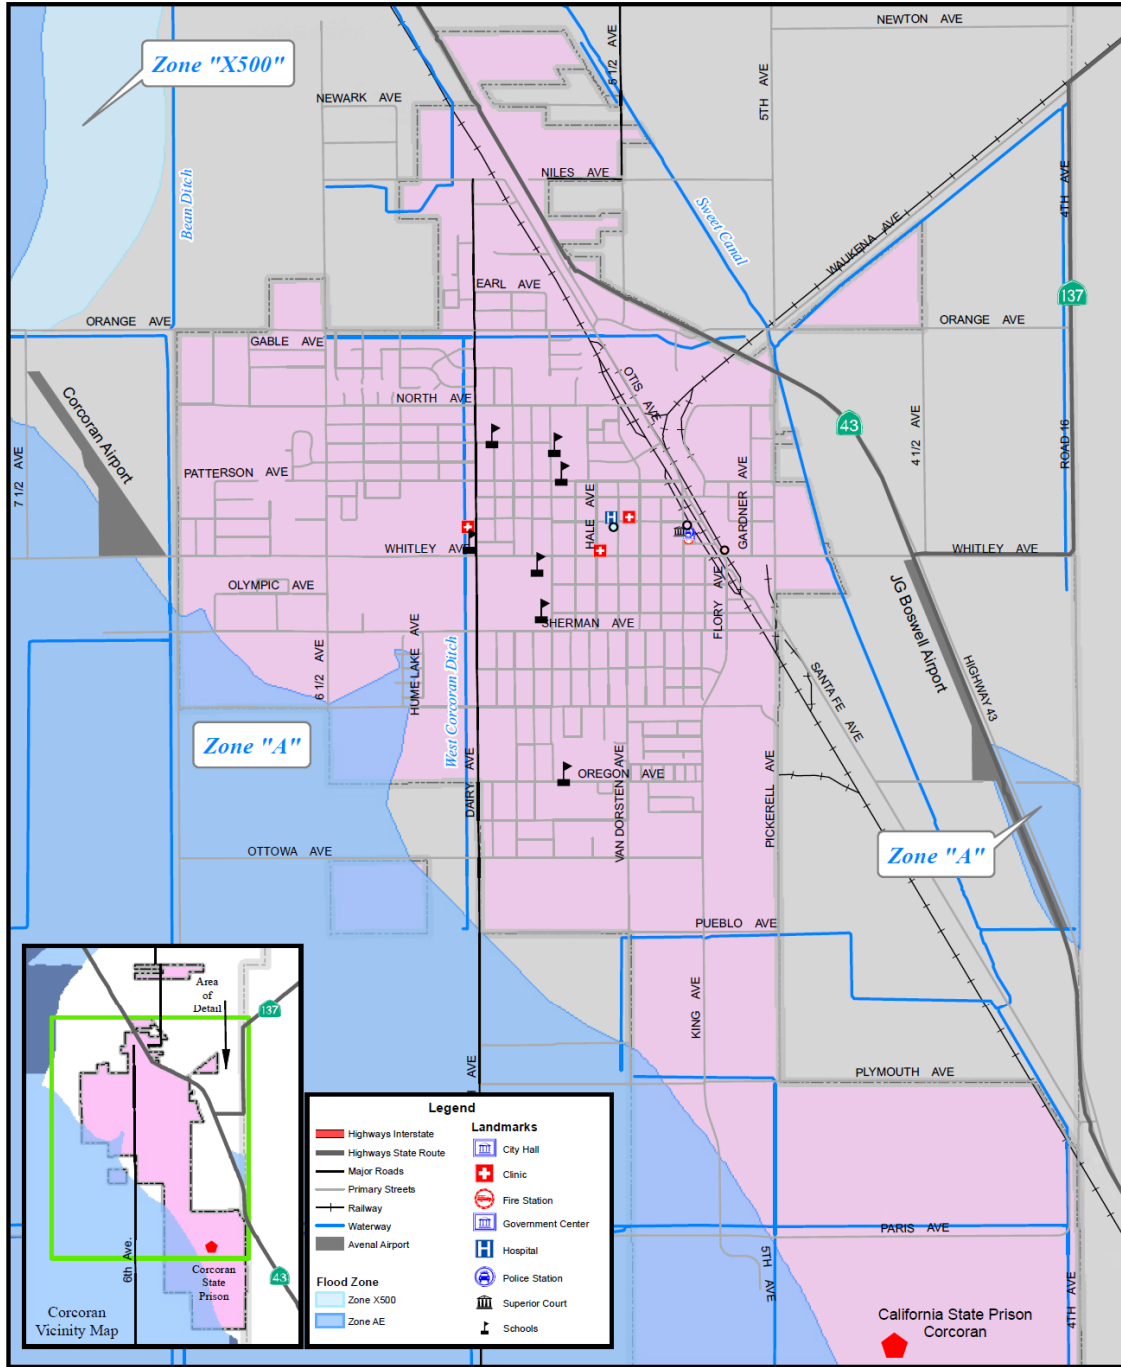 NEWTON AVE
Zone "X500"
8 1/2 AVE
5TH AVE
NEWARK AVE
NILES AVE
4TH AVE
Bean Ditch
Sweet Canal
WAUKENA AVE
EARL AVE
137
ORANGE AVE
ORANGE AVE
GABLE AVE
OTIS AVE
Corcoran Airport
NORTH AVE
43
4 1/2 AVE
ROAD 16
7 1/2 AVE
PATTERSON AVE
HALE AVE
GARDNER AVE
H
WHITLEY AVE
WHITLEY AVE
OLYMPIC AVE
JG Boswell Airport
FLORY AVE
SHERMAN AVE
HUME LAKE AVE
6 1/2 AVE
West Corcoran Ditch
SANTA FE AVE
HIGHWAY 43
Zone "A"
OREGON AVE
DAIRY AVE
VAN DORSTEN AVE
PICKERELL AVE
OTTOWA AVE
Zone "A"
PUEBLO AVE
KING AVE
PLYMOUTH AVE
AVE
PARIS AVE
5TH AVE
4TH AVE
California State Prison
Corcoran
Area
of
Detail
137
6th Ave.
Corcoran
State
Prison
43
Corcoran
Vicinity Map
Legend
Highways Interstate
Highways State Route
Major Roads
Primary Streets
Railway
Waterway
Avenal Airport
Flood Zone
Zone X500
Zone AE
Landmarks
City Hall
Clinic
Fire Station
Government Center
H Hospital
Police Station
Superior Court
Schools